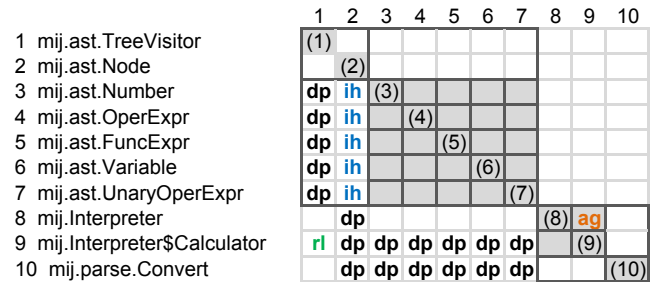 1 2 3 4 5 6 7 8 9 10
1 mij.ast.TreeVisitor (1)
2 mij.ast.Node (2)
3 mij.ast.Number dp ih (3)
4 mij.ast.OperExpr dp ih (4)
5 mij.ast.FuncExpr dp ih (5)
6 mij.ast.Variable dp ih (6)
7 mij.ast.UnaryOperExpr dp ih (7)
8 mij.Interpreter dp (8) ag
9 mij.Interpreter$Calculator rl dp dp dp dp dp dp (9)
10 mij.parse.Convert dp dp dp dp dp dp (10)